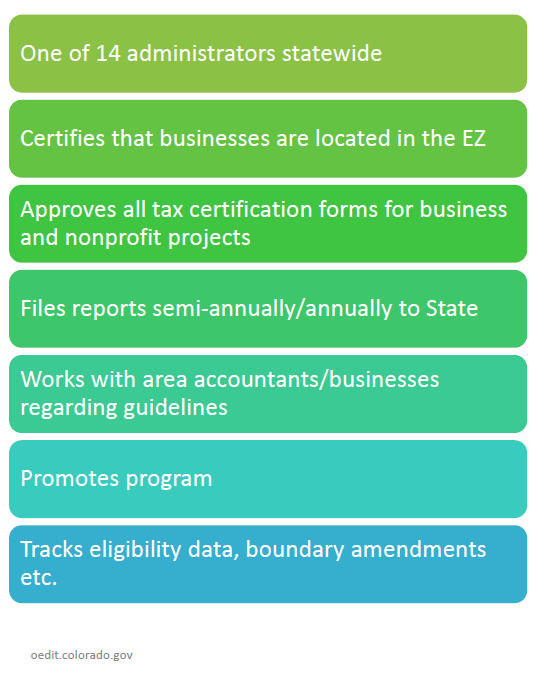 One of 14 administrators statewide
Certifies that businesses are located in the EZ
Approves all tax certification forms for business
and nonprofit projects
Files reports semi-annually/annually to State
Works with area accountants/businesses
regarding guidelines
Promotes program
Tracks eligibility data, boundary amendments
etc.
oedit.colorado.gov